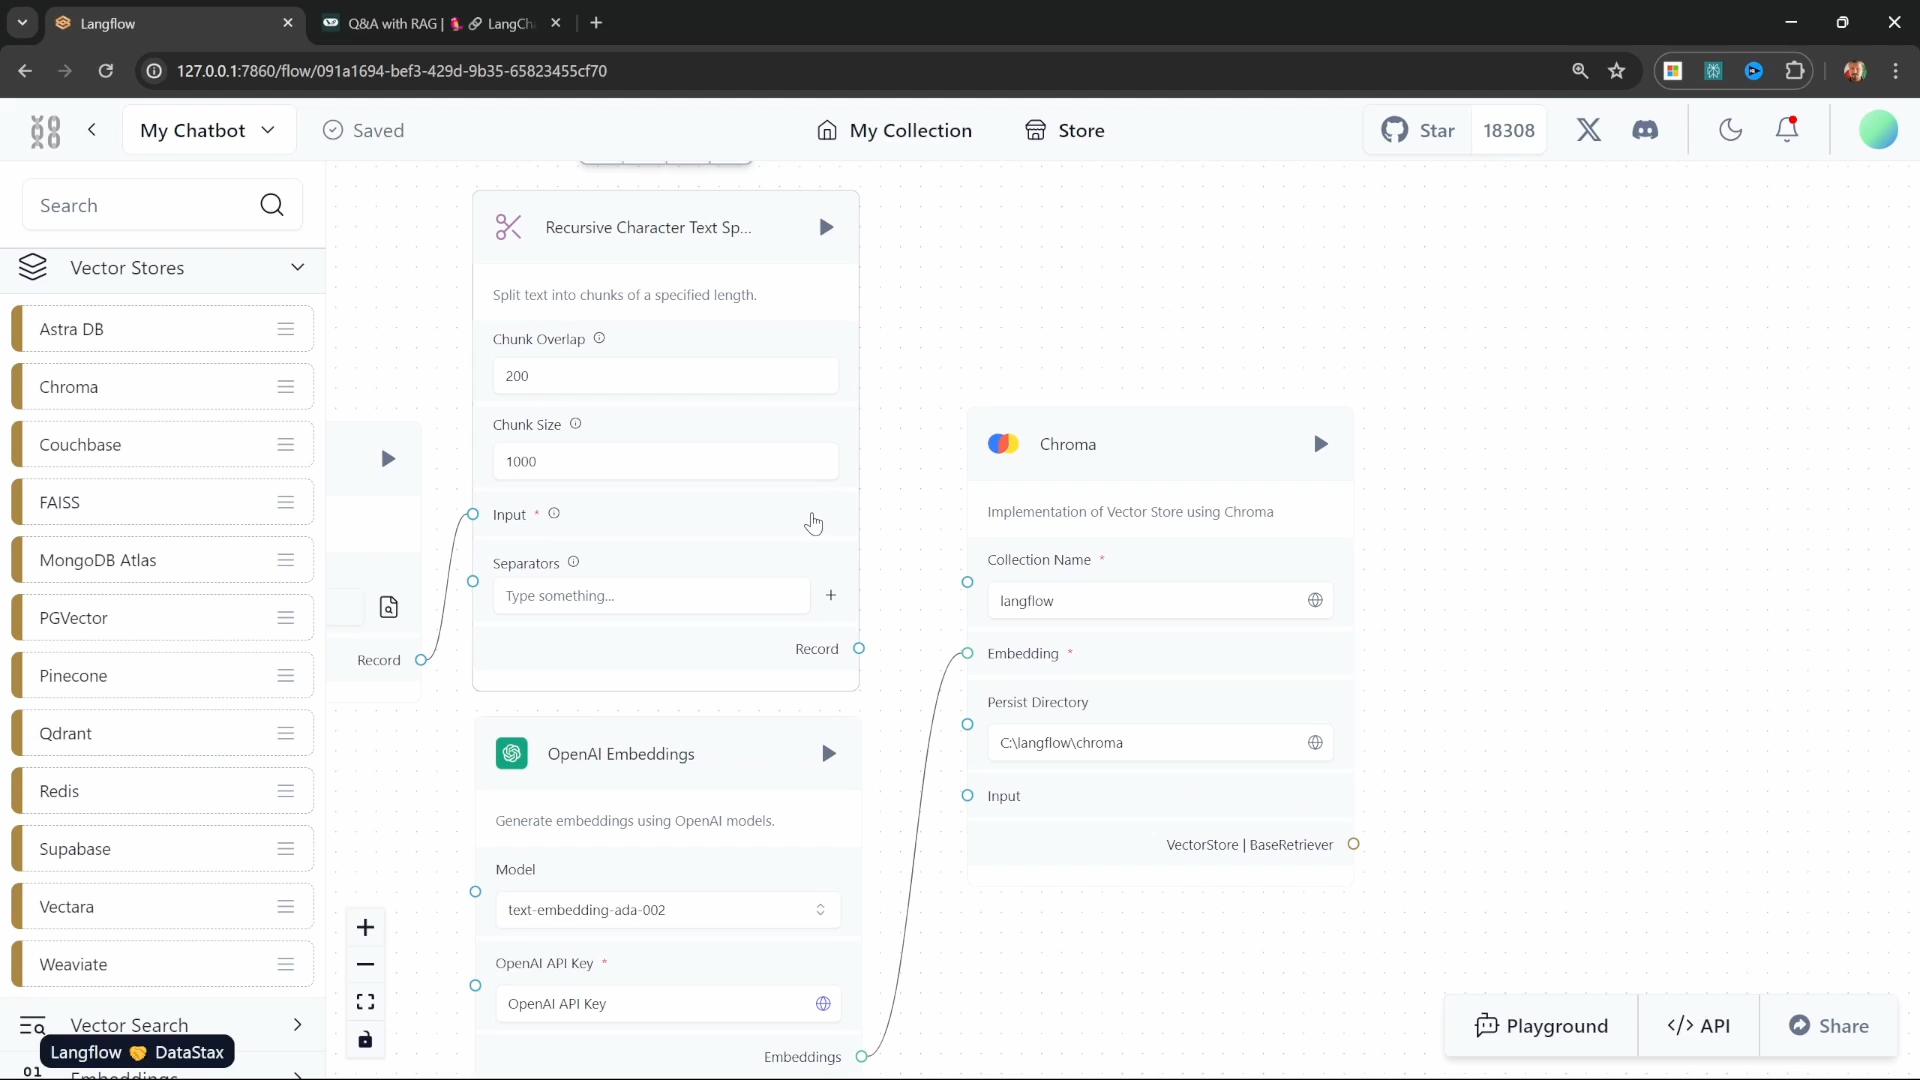 Langflow
Q&A with RAG | 🦜🔗 LangCh
127.0.0.1:7860/flow/091a1694-bef3-429d-9b35-65823455cf70
My Chatbot
Saved
My Collection
Store
Star
18308
Search
Vector Stores
Astra DB
Chroma
Couchbase
FAISS
MongoDB Atlas
PGVector
Pinecone
Qdrant
Redis
Supabase
Vectara
Weaviate
Vector Search
Langflow 🤝 DataStax
Embeddings
Record
Recursive Character Text Sp...
Split text into chunks of a specified length.
Chunk Overlap
200
Chunk Size
1000
Input *
Separators
Type something...
Record
OpenAI Embeddings
Generate embeddings using OpenAI models.
Model
text-embedding-ada-002
OpenAI API Key *
OpenAI API Key
Embeddings
Chroma
Implementation of Vector Store using Chroma
Collection Name *
langflow
Embedding *
Persist Directory
C:\langflow\chroma
Input
VectorStore | BaseRetriever
Playground
</> API
Share